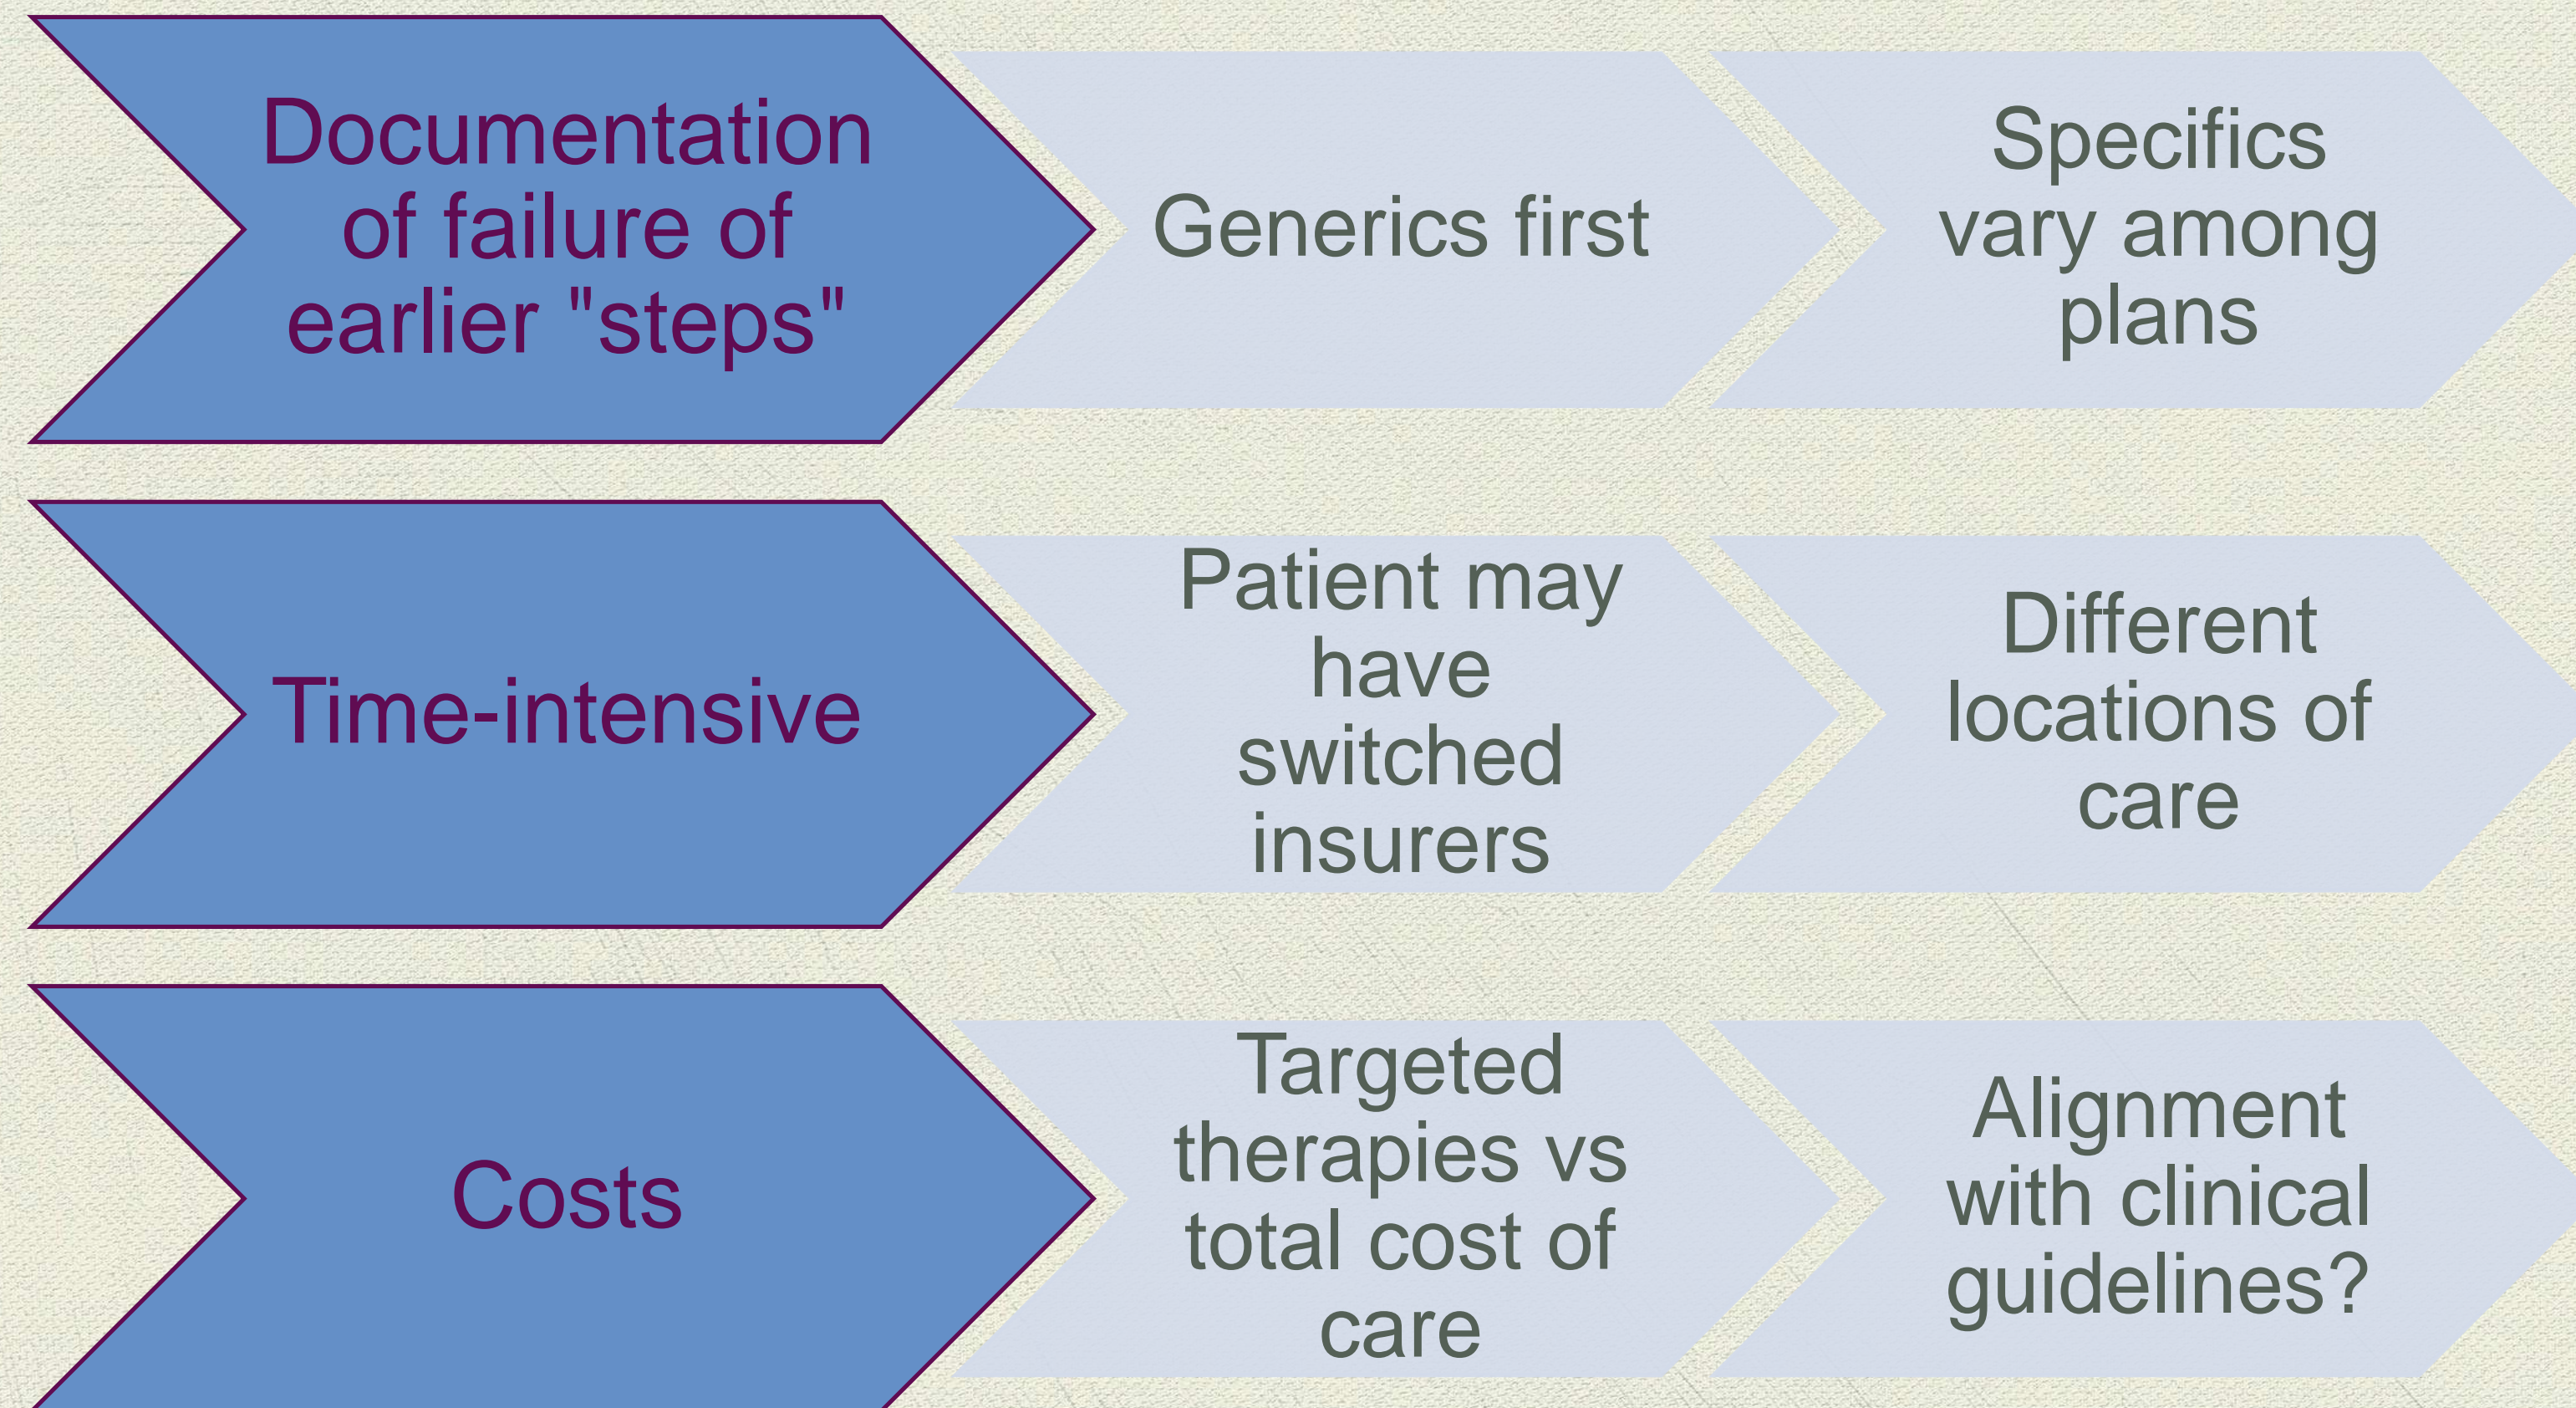 Documentation
of failure of
earlier "steps"
Generics first
Specifics
vary among
plans
Time-intensive
Patient may
have
switched
insurers
Different
locations of
care
Costs
Targeted
therapies vs
total cost of
care
Alignment
with clinical
guidelines?